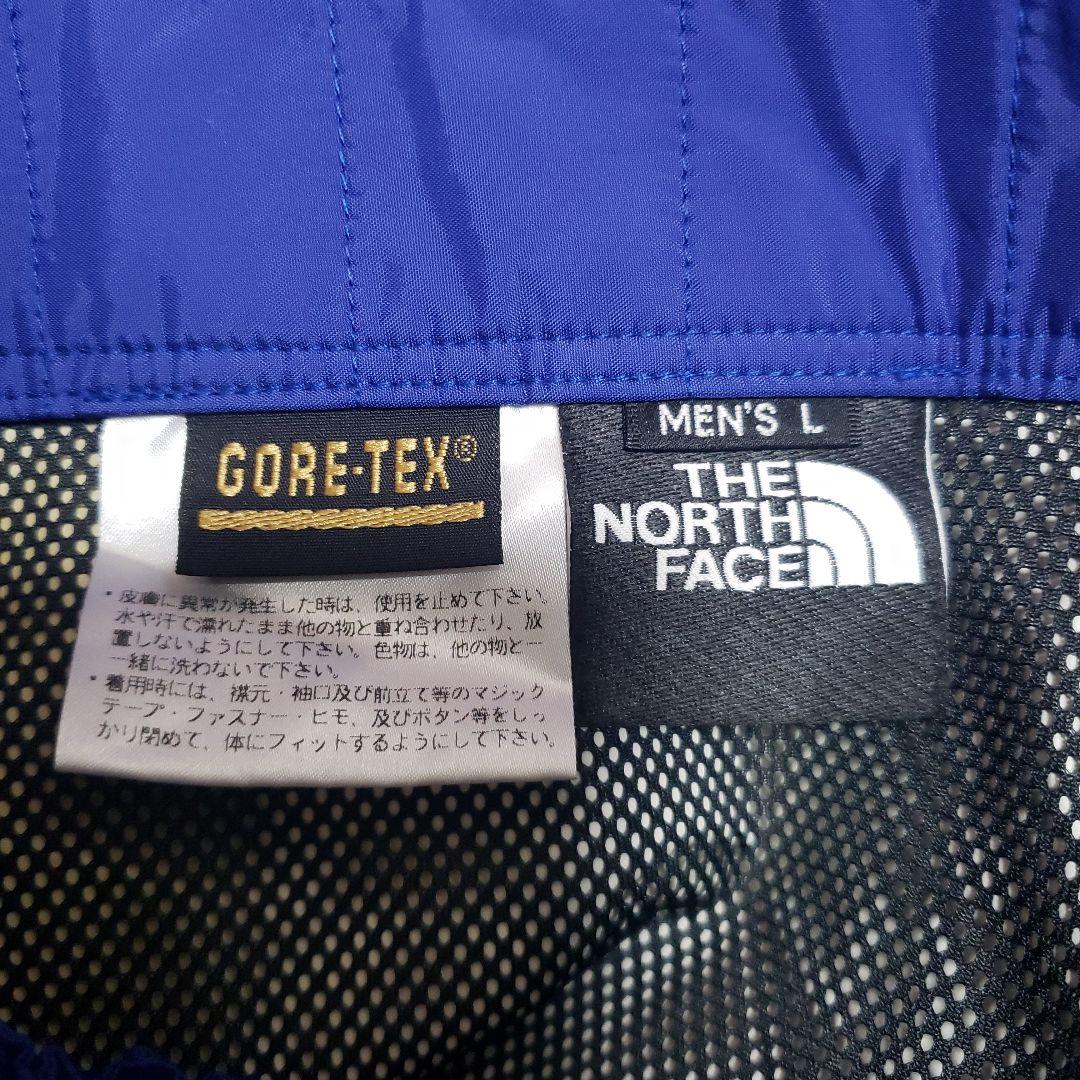 GORE-TEX®
・皮膚に異常が発生した時は、使用を止めて下さい。
水や汗で濡れたまま他の物と重ね合わせたり、放
置しないようにして下さい。色物は、他の物と
一緒に洗わないで下さい。
・着用時には、襟元・袖口及び前立て等のマジック
テープ・ファスナー・ヒモ、及びボタン等をしっ
かり閉めて、体にフィットするようにして下さい。
MEN'S L
THE
NORTH
FACE